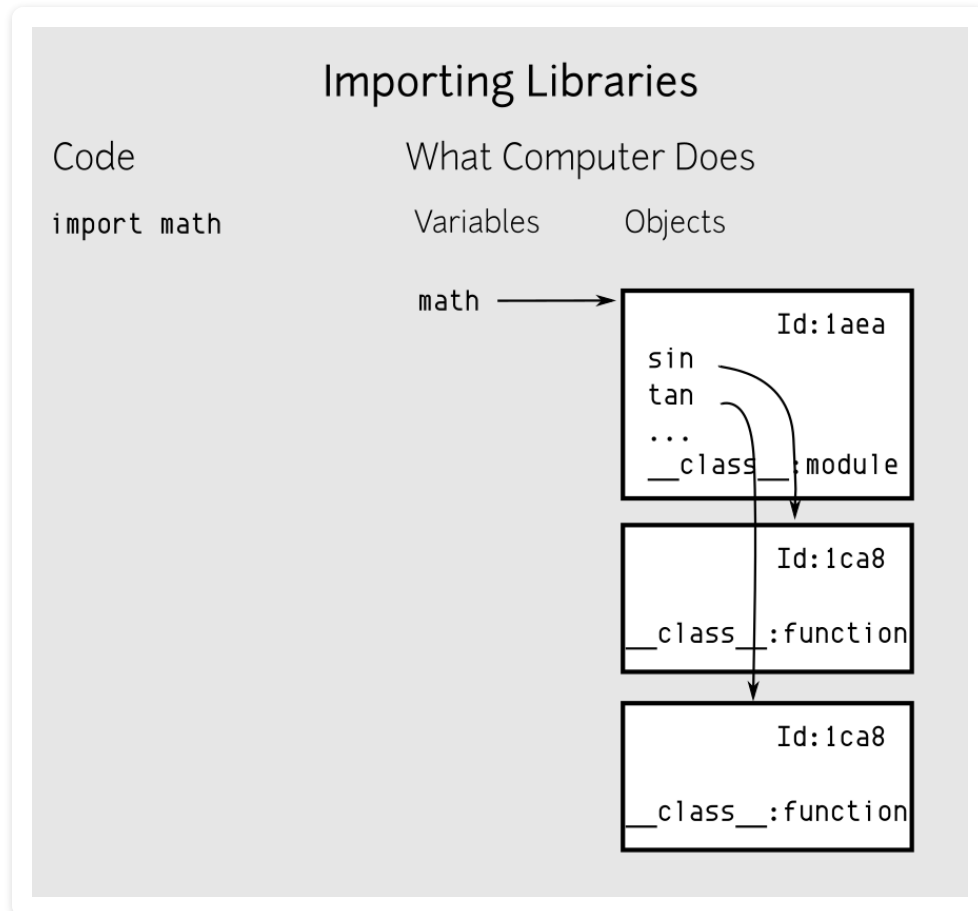 Importing Libraries
Code
What Computer Does
import math
Variables
Objects
math
Id:1aea
sin
tan
...
__class__:module
Id:1ca8
__class__:function
Id:1ca8
__class__:function